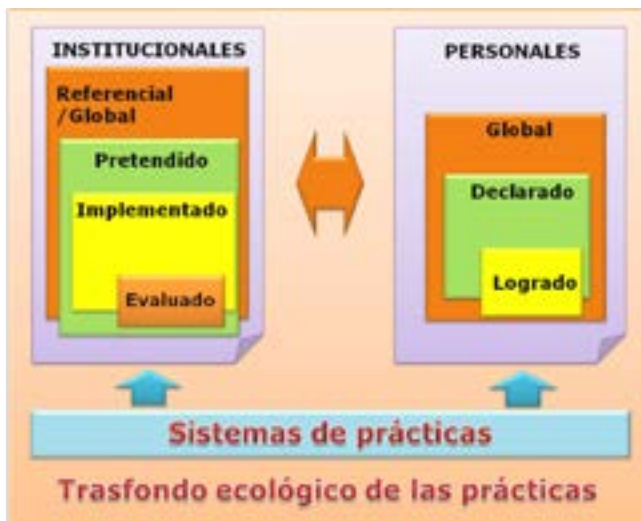 INSTITUCIONALES
Referencial
/Global
Pretendido
Implementado
Evaluado
PERSONALES
Global
Declarado
Logrado
Sistemas de prácticas
Trasfondo ecológico de las prácticas